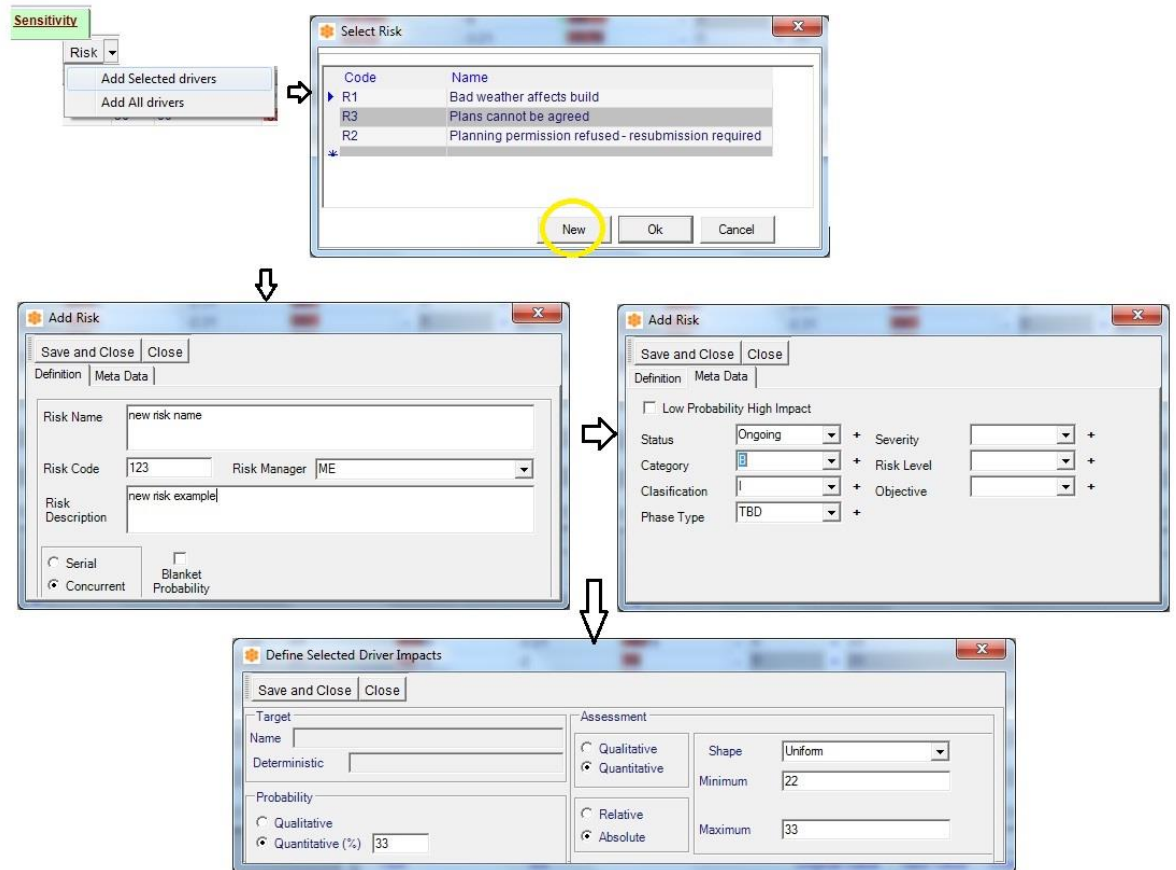 Sensitivity
Risk
Add Selected drivers
Add All drivers
Select Risk
Code Name
R1 Bad weather affects build
R3 Plans cannot be agreed
R2 Planning permission refused - resubmission required
New Ok Cancel
Add Risk
Save and Close Close
Definition Meta Data
Risk Name new risk name
Risk Code 123 Risk Manager ME
Risk Description new risk example
Serial
Concurrent
Blanket
Probability
Add Risk
Save and Close Close
Definition Meta Data
Low Probability High Impact
Status Ongoing + Severity +
Category B + Risk Level +
Clasification I + Objective +
Phase Type TBD +
Define Selected Driver Impacts
Save and Close Close
Target
Name
Deterministic
Probability
Qualitative
Quantitative (%) 33
Assessment
Qualitative
Quantitative
Relative
Absolute
Shape Uniform
Minimum 22
Maximum 33